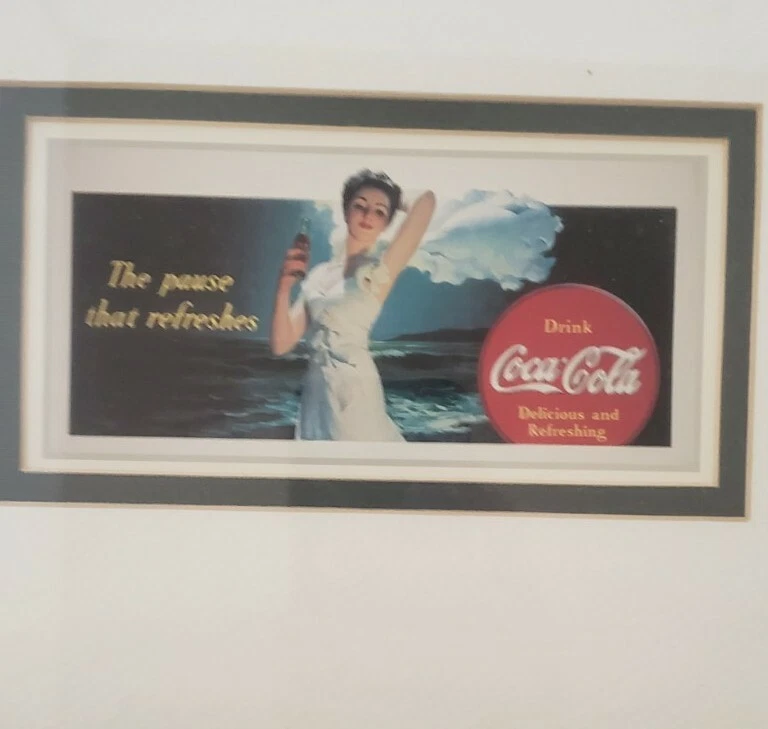 The pause
that refreshes
Drink
Coca-Cola
Delicious and
Refreshing